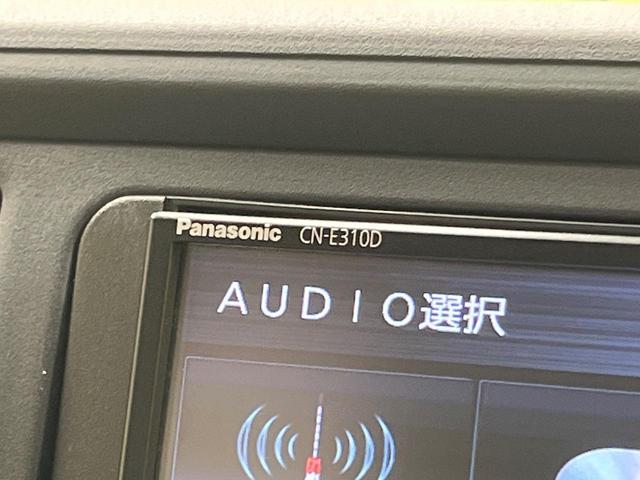 Panasonic CN-E310D
ＡＵＤＩＯ選択